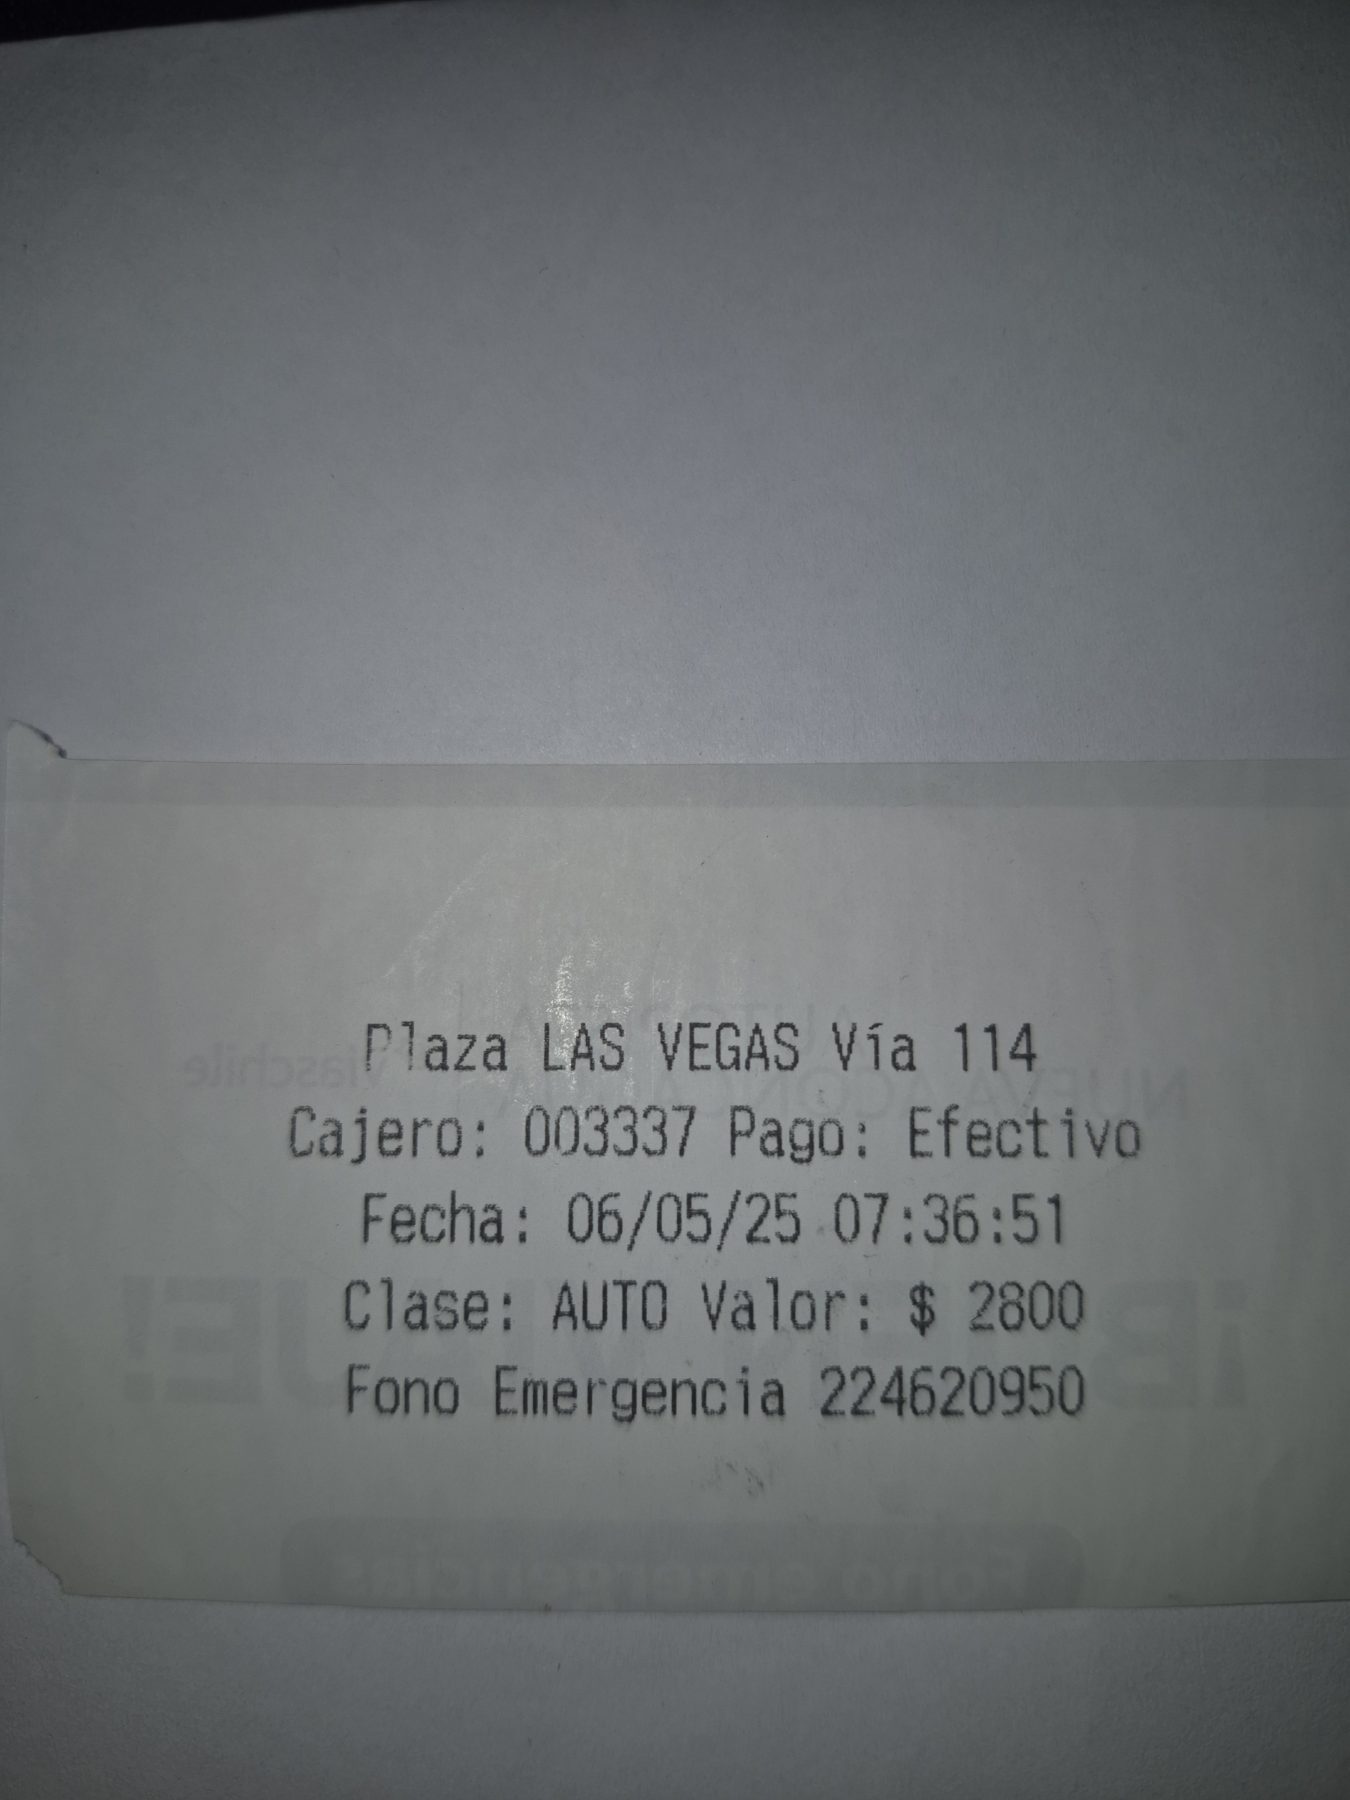 Plaza LAS VEGAS Vía 114
Cajero: 003337 Pago: Efectivo
Fecha: 06/05/25 07:36:51
Clase: AUTO Valor: $ 2800
Fono Emergencia 224620950